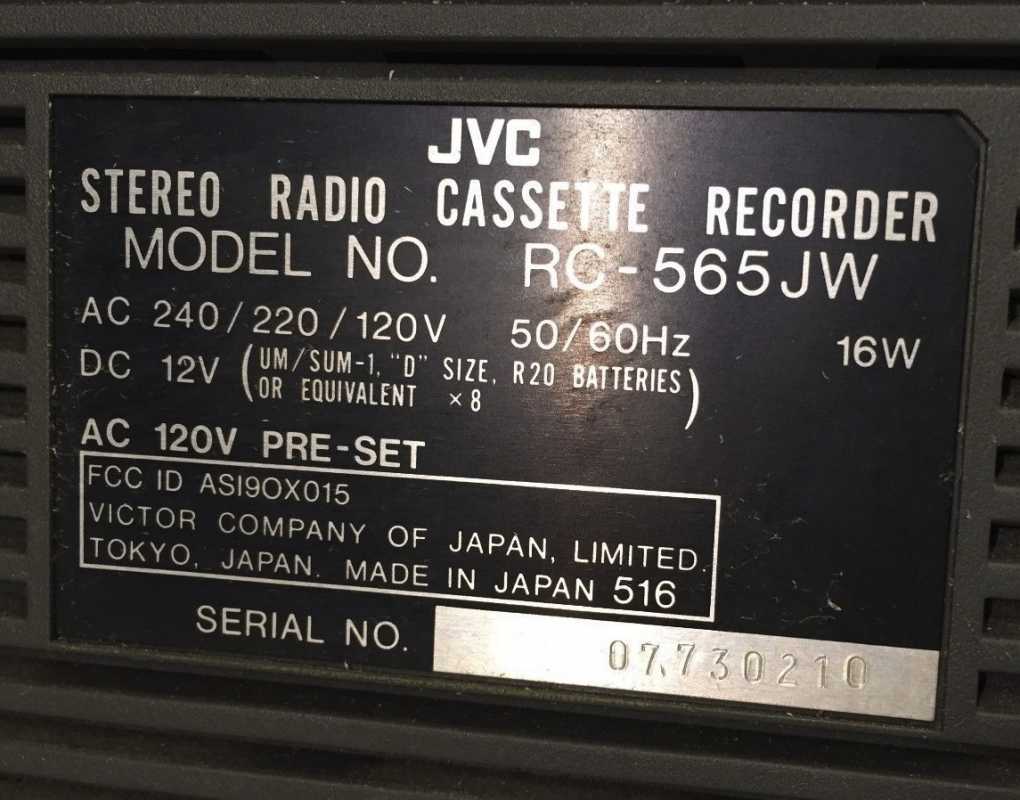 JVC
STEREO RADIO CASSETTE RECORDER
MODEL NO. RC-565JW
AC 240/220/120V 50/60Hz 16W
DC 12V (UM/SUM-1, "D" SIZE, R20 BATTERIES
OR EQUIVALENT ×8)
AC 120V PRE-SET
FCC ID ASI9OX015
VICTOR COMPANY OF JAPAN, LIMITED.
TOKYO, JAPAN. MADE IN JAPAN 516
SERIAL NO. 07730210